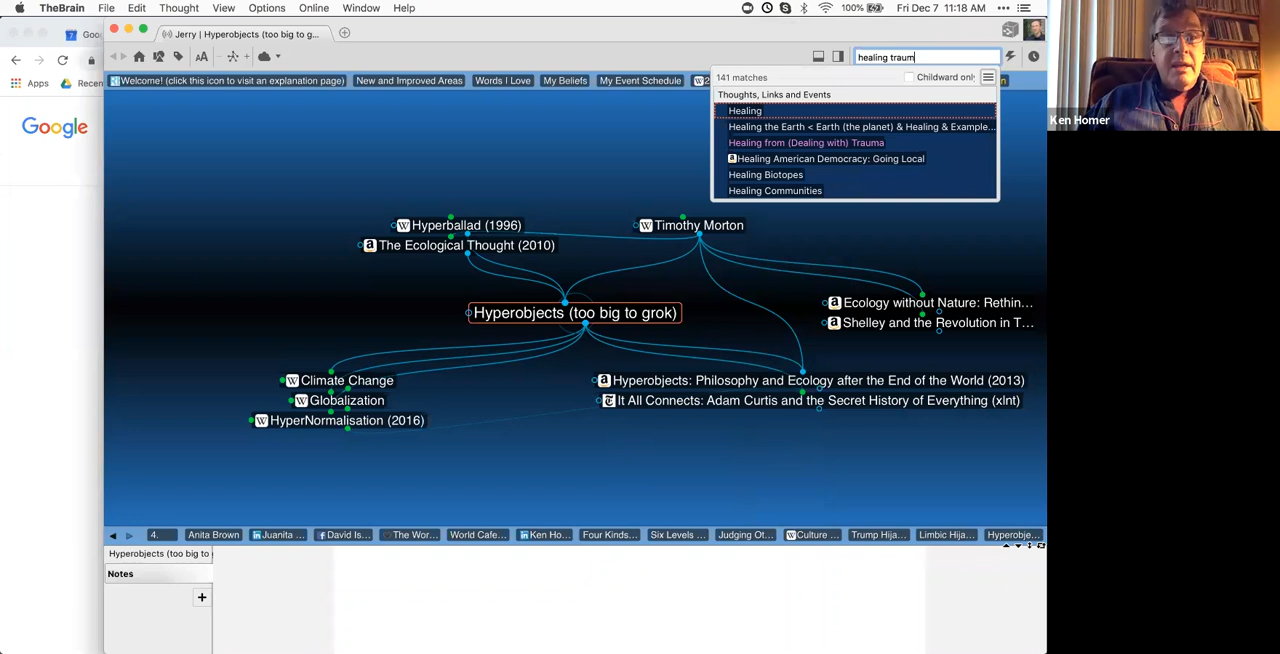 TheBrain File Edit Thought View Options Online Window Help 100% Fri Dec 7 11:18 AM
Goo
Jerry | Hyperobjects (too big to g...
healing traum
Apps Recen
Welcome! (click this icon to visit an explanation page) New and Improved Areas Words I Love My Beliefs My Event Schedule
141 matches Childward only
Thoughts, Links and Events
Healing
Healing the Earth < Earth (the planet) & Healing & Example...
Healing from (Dealing with) Trauma
Healing American Democracy: Going Local
Healing Biotopes
Healing Communities
Google
Ken Homer
Hyperballad (1996)
Timothy Morton
The Ecological Thought (2010)
Ecology without Nature: Rethin...
Hyperobjects (too big to grok)
Shelley and the Revolution in T...
Climate Change
Hyperobjects: Philosophy and Ecology after the End of the World (2013)
Globalization
It All Connects: Adam Curtis and the Secret History of Everything (xlnt)
HyperNormalisation (2016)
4. Anita Brown Juanita ... David Is... The Wor... World Cafe... Ken Ho... Four Kinds... Six Levels ... Judging Ot... Culture ... Trump Hija... Limbic Hija... Hyperobje...
Hyperobjects (too big to
Notes